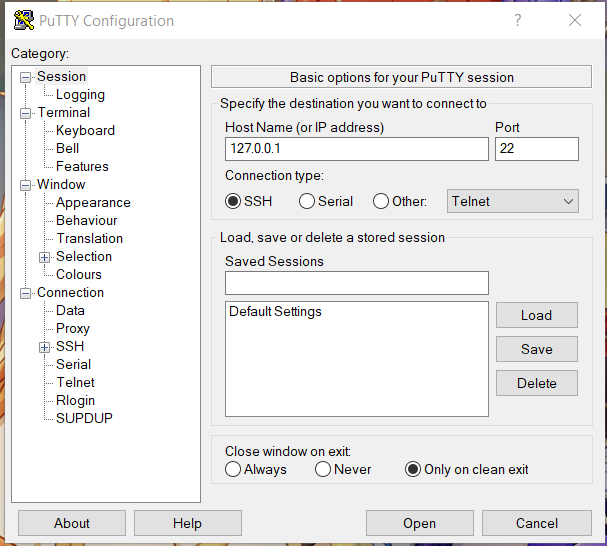 PuTTY Configuration
?
Category:
Session
Logging
Terminal
Keyboard
Bell
Features
Window
Appearance
Behaviour
Translation
Selection
Colours
Connection
Data
Proxy
SSH
Serial
Telnet
Rlogin
SUPDUP
Basic options for your PuTTY session
Specify the destination you want to connect to
Host Name (or IP address) Port
127.0.0.1 22
Connection type:
SSH Serial Other: Telnet
Load, save or delete a stored session
Saved Sessions
Default Settings
Load
Save
Delete
Close window on exit:
Always Never Only on clean exit
About Help Open Cancel